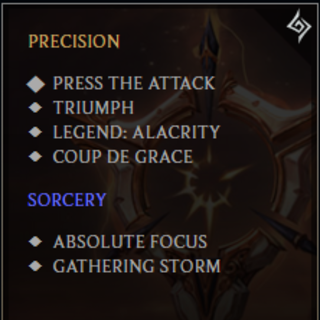 PRECISION
PRESS THE ATTACK
TRIUMPH
LEGEND: ALACRITY
COUP DE GRACE
SORCERY
ABSOLUTE FOCUS
GATHERING STORM